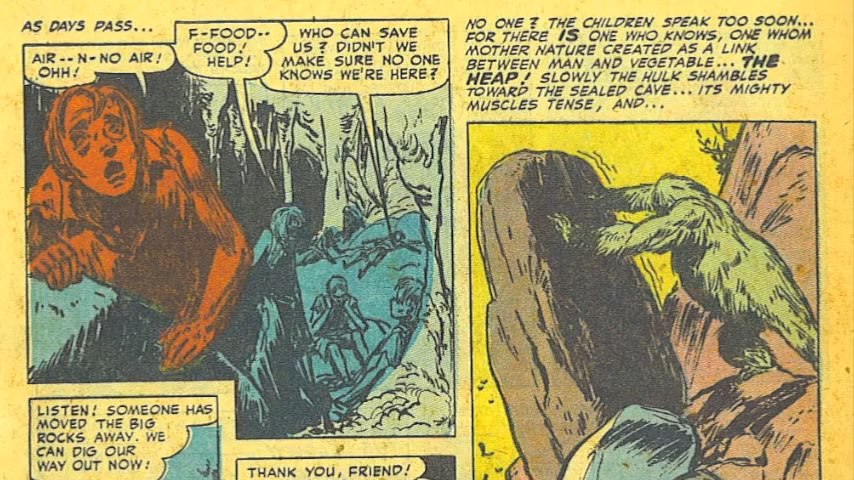 AS DAYS PASS...
AIR--N-NO AIR!
OHH!
F-FOOD--
FOOD!
HELP!
WHO CAN SAVE
US? DIDN'T WE
MAKE SURE NO ONE
KNOWS WE'RE HERE?
NO ONE? THE CHILDREN SPEAK TOO SOON...
FOR THERE IS ONE WHO KNOWS, ONE WHOM
MOTHER NATURE CREATED AS A LINK
BETWEEN MAN AND VEGETABLE... THE
HEAP! SLOWLY THE HULK SHAMBLES
TOWARD THE SEALED CAVE... ITS MIGHTY
MUSCLES TENSE, AND...
LISTEN! SOMEONE HAS
MOVED THE BIG
ROCKS AWAY. WE
CAN DIG OUR
WAY OUT NOW!
THANK YOU, FRIEND!